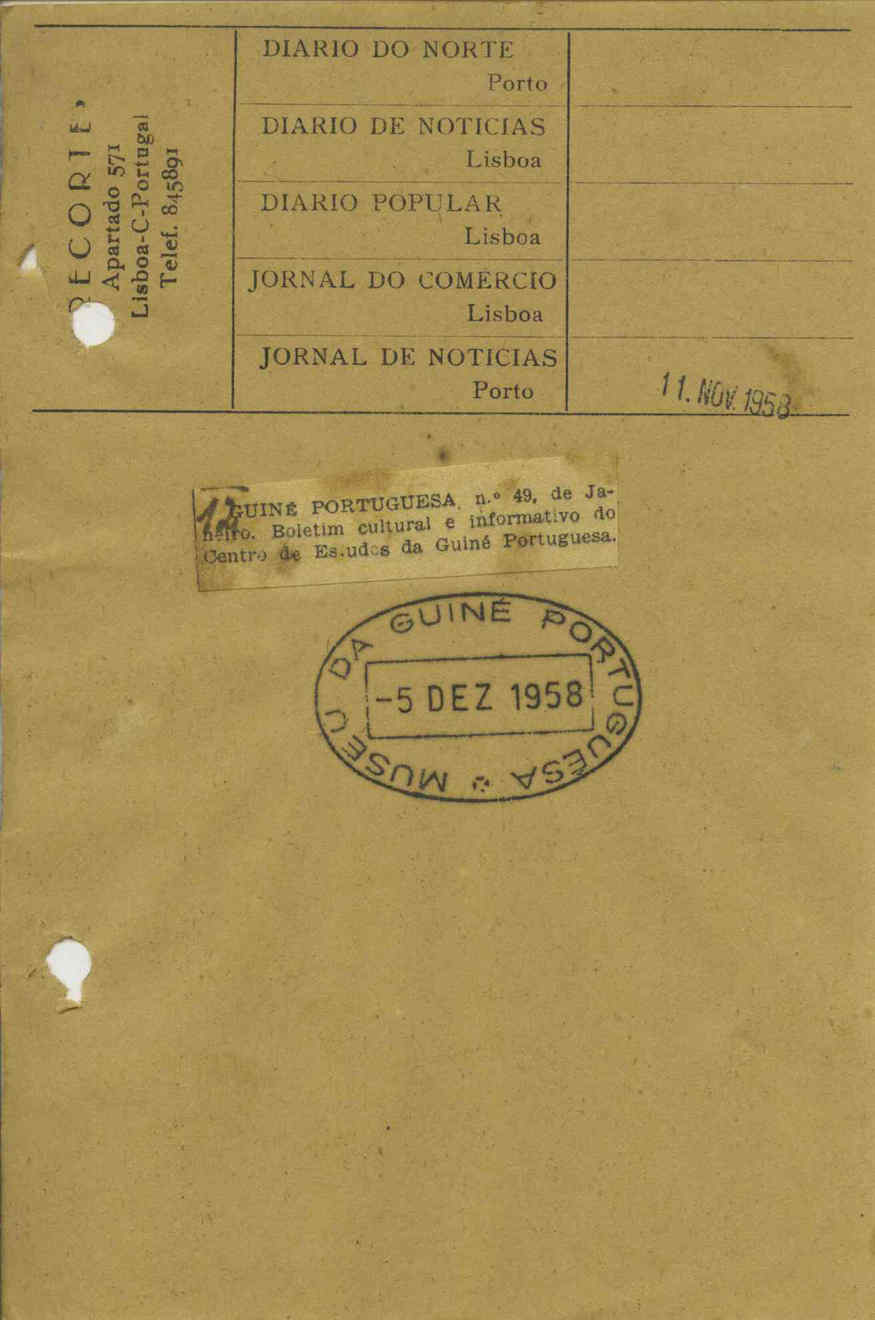 RECORTE»
Apartado 571
Lisboa-C-Portugal
Telef. 845891
DIARIO DO NORTE
Porto
DIARIO DE NOTICIAS
Lisboa
DIARIO POPULAR
Lisboa
JORNAL DO COMÉRCIO
Lisboa
JORNAL DE NOTICIAS
Porto
11. NOV. 1958
GUINÉ PORTUGUESA, n.º 49, de Ja-
neiro. Boletim cultural e informativo do
Centro de Estudos da Guiné Portuguesa.
MUSEU DA GUINÉ PORTUGUESA
-5 DEZ 1958